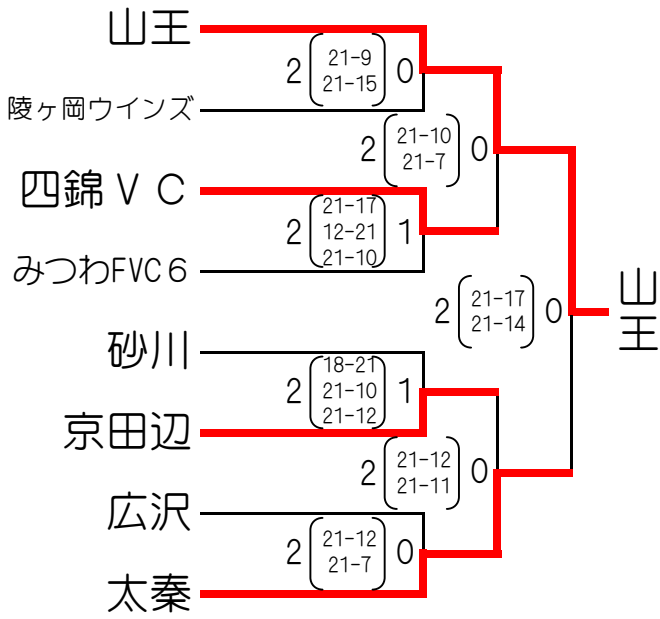 山王
2 21-9 0
21-15
陵ヶ岡ウインズ
2 21-10 0
21-7
四錦ＶＣ
2 21-17 1
12-21
21-10
みつわFVC６
2 21-17 0
21-14
山王
砂川
2 18-21 1
21-10
21-12
京田辺
2 21-12 0
21-11
広沢
2 21-12 0
21-7
太秦